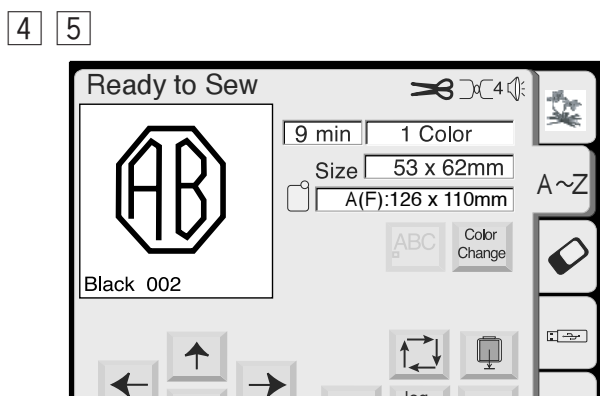 4 5
Ready to Sew
4
9 min 1 Color
Size 53 x 62mm
A(F):126 x 110mm
A~Z
ABC
Color
Change
AB
Black 002